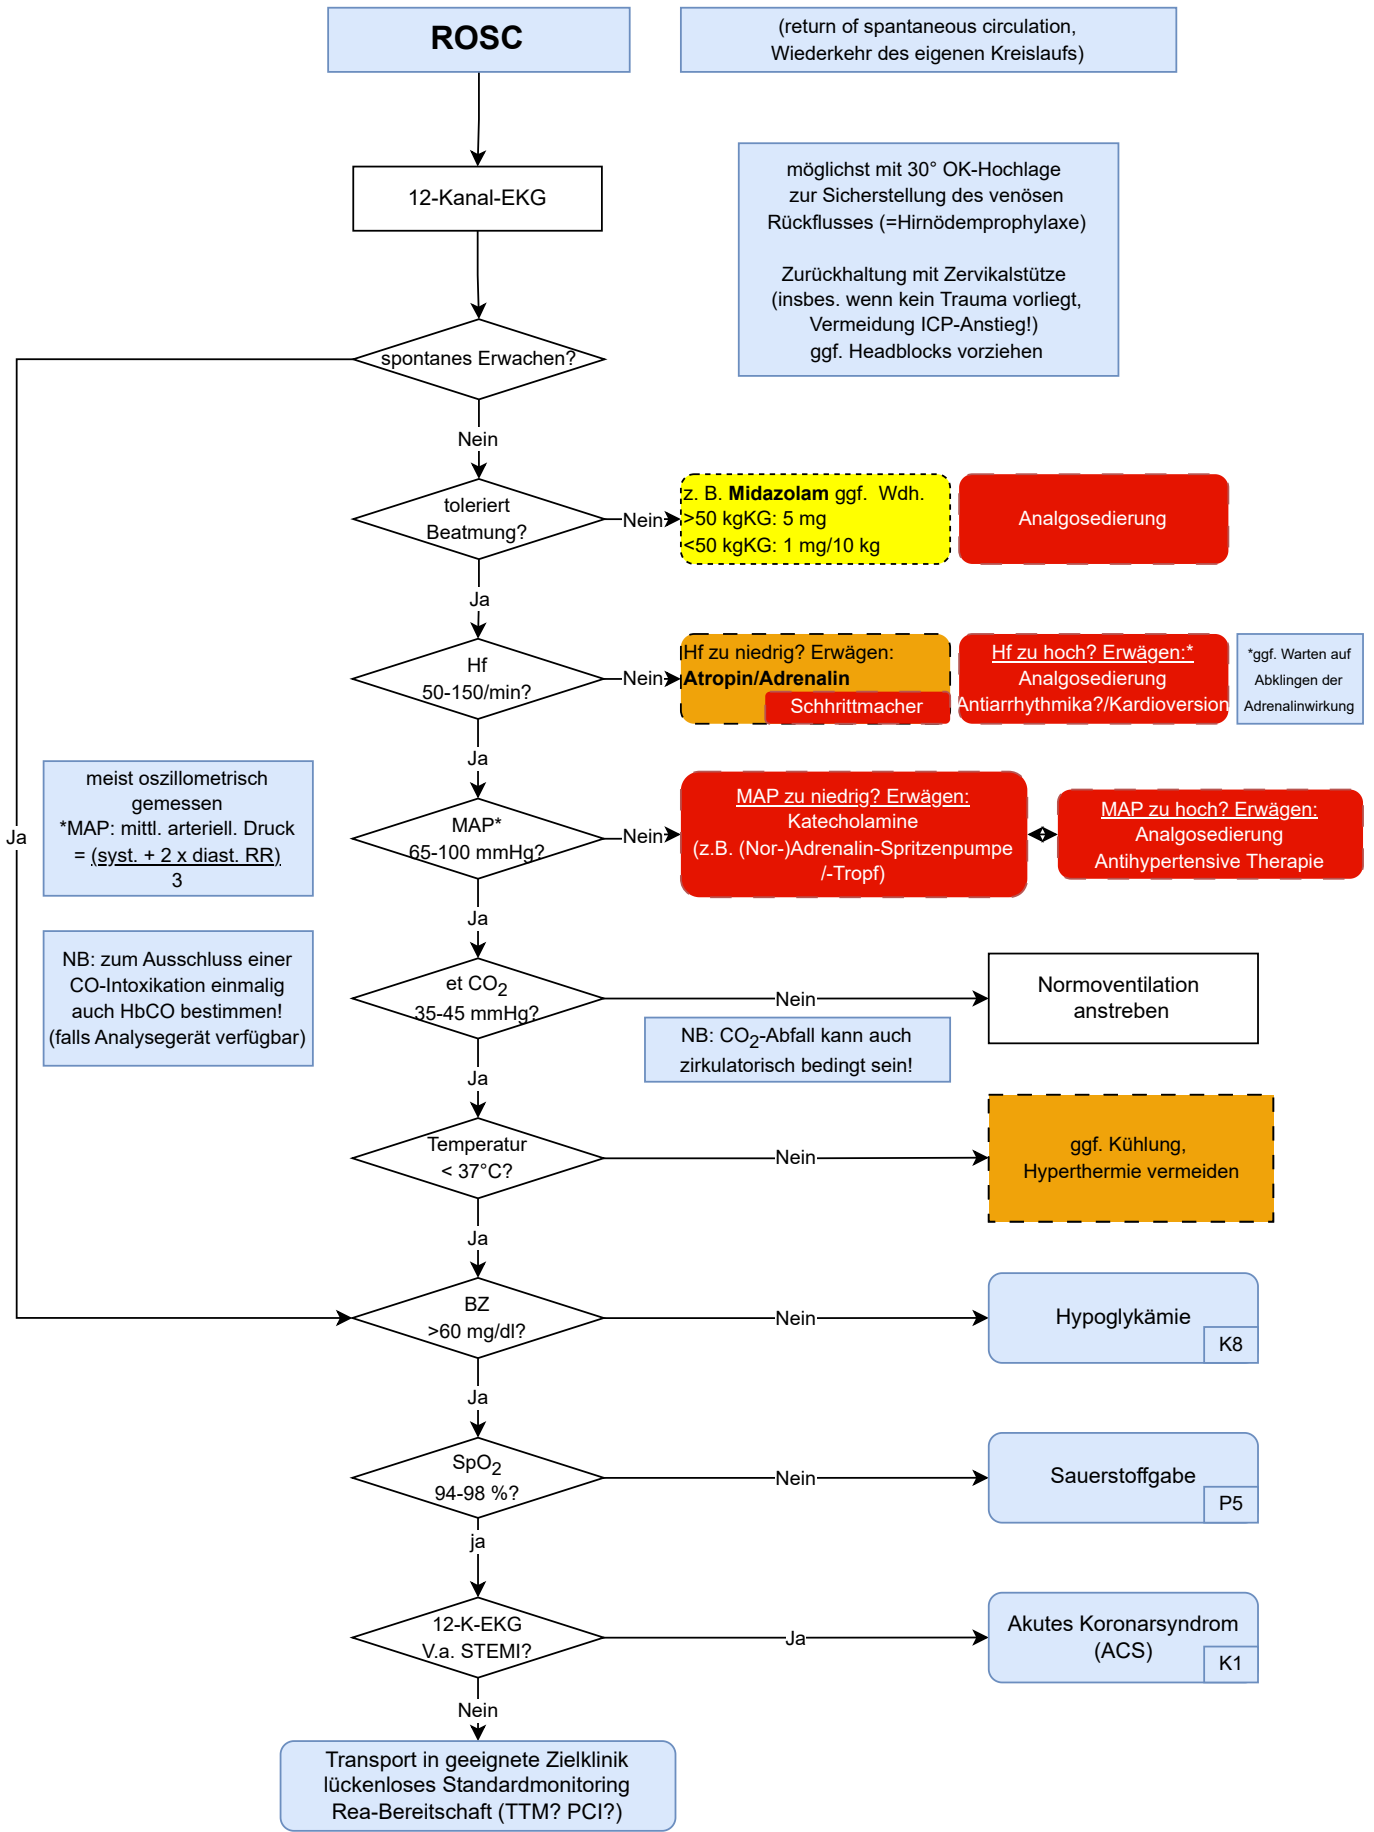 ROSC
(return of spontaneous circulation,
Wiederkehr des eigenen Kreislaufs)
12-Kanal-EKG
möglichst mit 30° OK-Hochlage
zur Sicherstellung des venösen
Rückflusses (=Hirnödemprophylaxe)
Zurückhaltung mit Zervikalstütze
(insbes. wenn kein Trauma vorliegt,
Vermeidung ICP-Anstieg!)
ggf. Headblocks vorziehen
spontanes Erwachen?
Nein
toleriert
Beatmung?
Nein
z. B. Midazolam ggf. Wdh.
>50 kgKG: 5 mg
<50 kgKG: 1 mg/10 kg
Analgosedierung
Ja
Hf
50-150/min?
Nein
Hf zu niedrig? Erwägen:
Atropin/Adrenalin
Schhrittmacher
Hf zu hoch? Erwägen:*
Analgosedierung
Antiarrhythmika?/Kardioversion
*ggf. Warten auf
Abklingen der
Adrenalinwirkung
Ja
meist oszillometrisch
gemessen
*MAP: mittl. arteriell. Druck
= (syst. + 2 x diast. RR)
3
Ja
MAP*
65-100 mmHg?
Nein
MAP zu niedrig? Erwägen:
Katecholamine
(z.B. (Nor-)Adrenalin-Spritzenpumpe
/-Tropf)
MAP zu hoch? Erwägen:
Analgosedierung
Antihypertensive Therapie
Ja
NB: zum Ausschluss einer
CO-Intoxikation einmalig
auch HbCO bestimmen!
(falls Analysegerät verfügbar)
et CO2
35-45 mmHg?
Nein
Normoventilation
anstreben
NB: CO2-Abfall kann auch
zirkulatorisch bedingt sein!
Ja
Temperatur
< 37°C?
Nein
ggf. Kühlung,
Hyperthermie vermeiden
Ja
BZ
>60 mg/dl?
Nein
Hypoglykämie
K8
Ja
SpO2
94-98 %?
Nein
Sauerstoffgabe
P5
ja
12-K-EKG
V.a. STEMI?
Ja
Akutes Koronarsyndrom
(ACS)
K1
Nein
Transport in geeignete Zielklinik
lückenloses Standardmonitoring
Rea-Bereitschaft (TTM? PCI?)